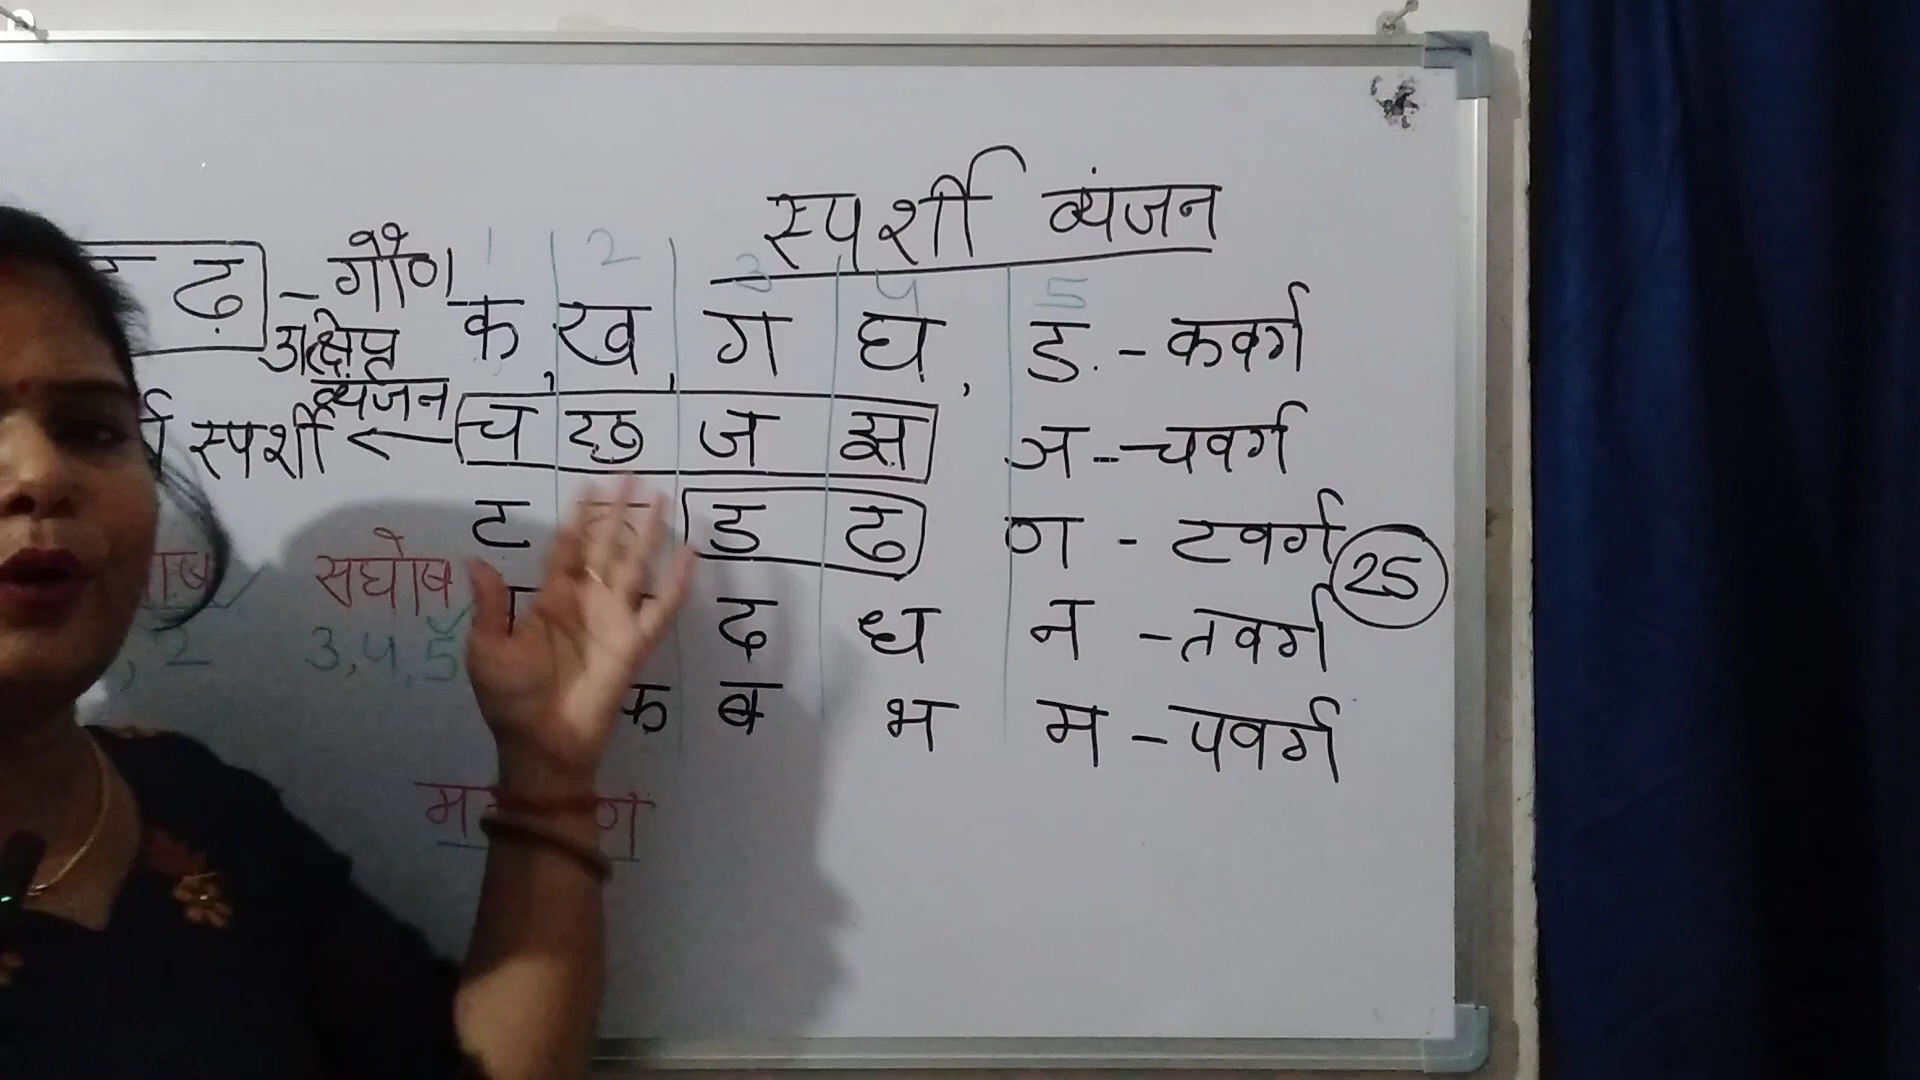 स्पर्शी व्यंजन
1 2 3 4 5
ढ़ - गौण
उत्क्षिप्त
व्यंजन
क, ख, ग घ, ङ - कवर्ग
स्पर्शी ← च छ ज झ ञ - चवर्ग
ट ड ढ ण - टवर्ग
25
द ध न - तवर्ग
फ ब भ म - पवर्ग
सघोष
, 2 3,4,5